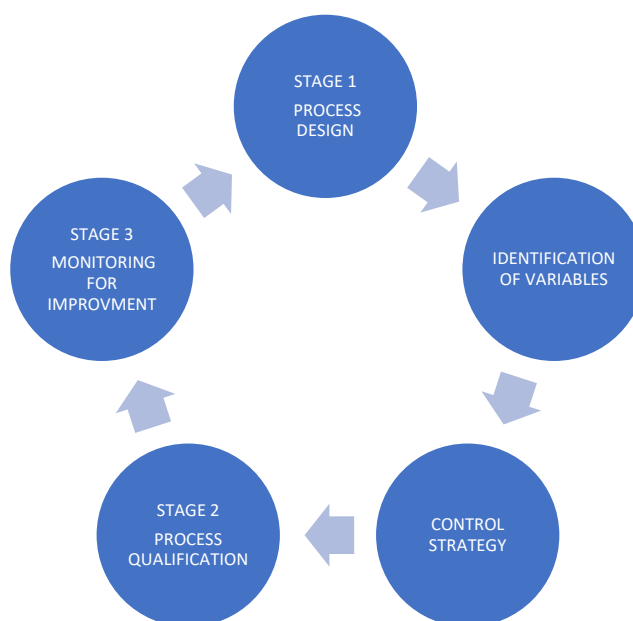 STAGE 1
PROCESS
DESIGN
IDENTIFICATION
OF VARIABLES
CONTROL
STRATEGY
STAGE 2
PROCESS
QUALIFICATION
STAGE 3
MONITORING
FOR
IMPROVMENT